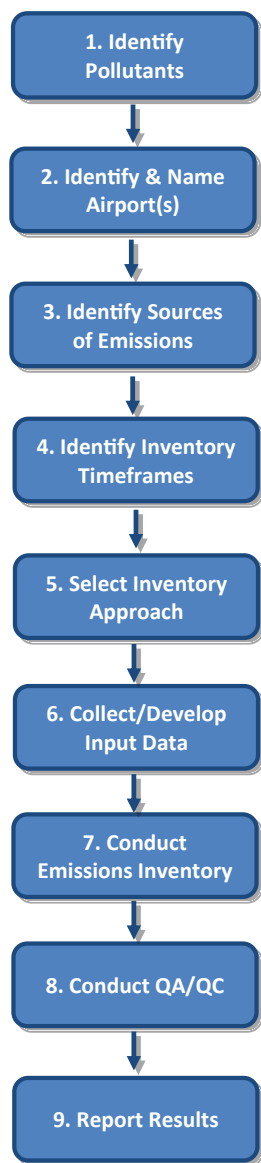 1. Identify
Pollutants
2. Identify & Name
Airport(s)
3. Identify Sources
of Emissions
4. Identify Inventory
Timeframes
5. Select Inventory
Approach
6. Collect/Develop
Input Data
7. Conduct
Emissions Inventory
8. Conduct QA/QC
9. Report Results